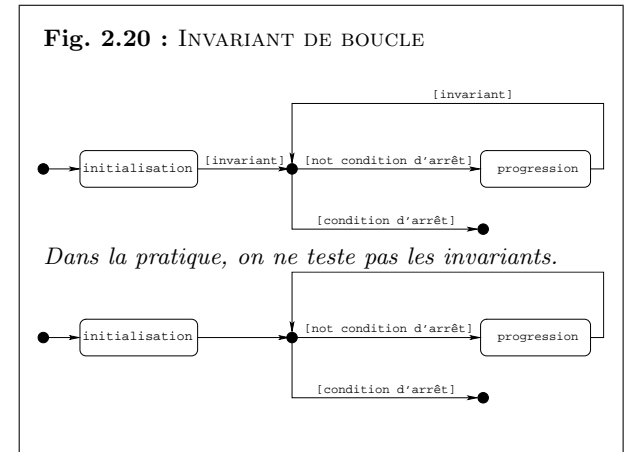 Fig. 2.20 : INVARIANT DE BOUCLE
[invariant]
initialisation [invariant] [not condition d'arrêt] progression
[condition d'arrêt]
Dans la pratique, on ne teste pas les invariants.
initialisation [not condition d'arrêt] progression
[condition d'arrêt]